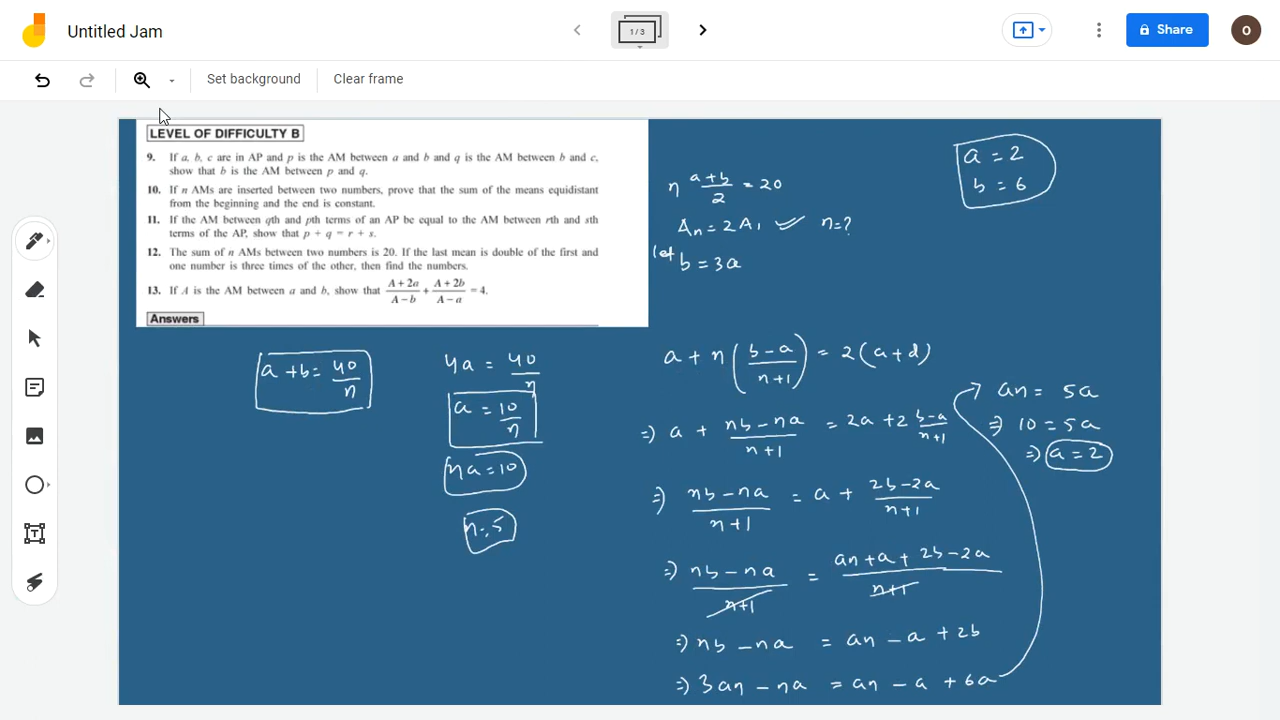 Untitled Jam
1/3
Share
O
Set background
Clear frame
LEVEL OF DIFFICULTY B
9. If a, b, c are in AP and p is the AM between a and b and q is the AM between b and c,
show that b is the AM between p and q.
10. If n AMs are inserted between two numbers, prove that the sum of the means equidistant
from the beginning and the end is constant.
11. If the AM between qth and pth terms of an AP be equal to the AM between rth and sth
terms of the AP, show that p + q = r + s.
12. The sum of n AMs between two numbers is 20. If the last mean is double of the first and
one number is three times of the other, then find the numbers.
13. If A is the AM between a and b, show that (A + 2a)/(A – b) + (A + 2b)/(A – a) = 4.
Answers
n (a+b)/2 = 20
An = 2A1 ✓ n=?
let b = 3a
a = 2
b = 6
a + b = 40/n
4a = 40/n
a = 10/n
na = 10
n = 5
a + n((b-a)/(n+1)) = 2(a+d)
=> a + (nb-na)/(n+1) = 2a + 2 (b-a)/(n+1)
=> (nb-na)/(n+1) = a + (2b-2a)/(n+1)
=> (nb-na)/(n+1) = (an+a+2b-2a)/(n+1)
=> nb-na = an-a+2b
=> 3an-na = an-a+6a
an = 5a
=> 10 = 5a
=> a = 2